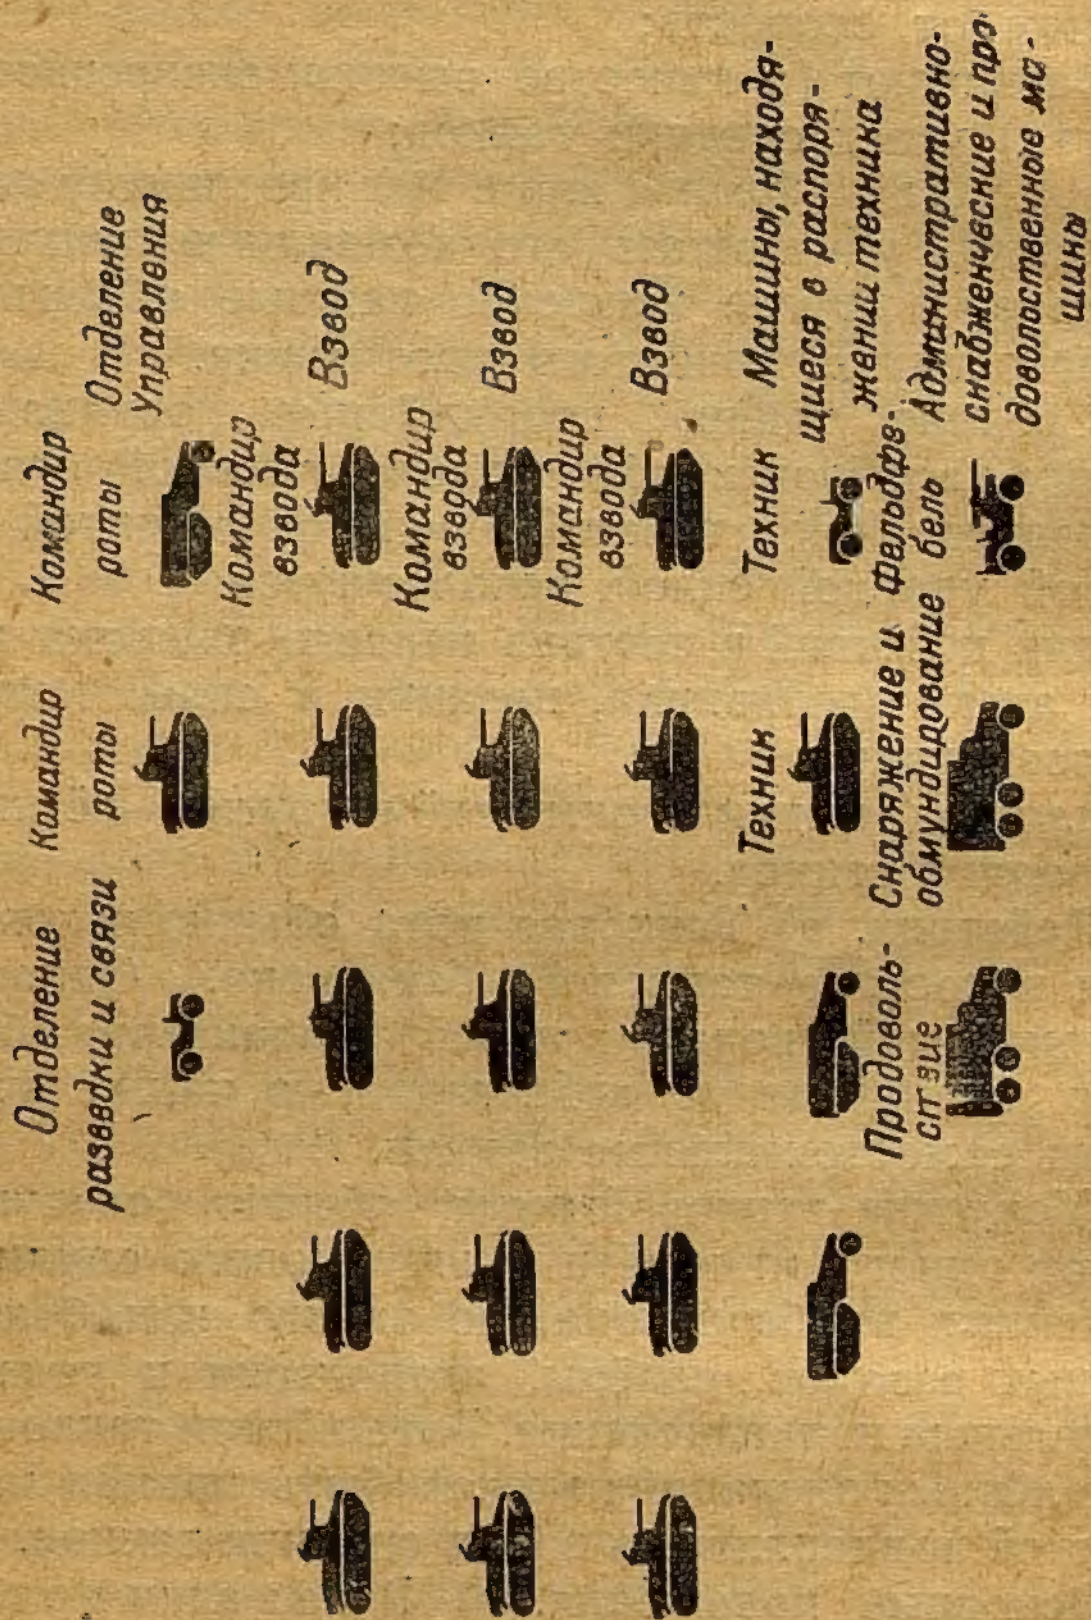 Отделение
разведки и связи
Командир
роты
Командир
роты
Отделение
Управления
Командир
взвода
Взвод
Командир
взвода
Взвод
Командир
взвода
Взвод
Техник
Техник
Машины, находя-
щиеся в распоря-
жении техника
Продоволь-
ствие
Снаряжение и
обмундирование
Фельдфе-
бель
Административно-
снабженческие и про
довольственные ма-
шины